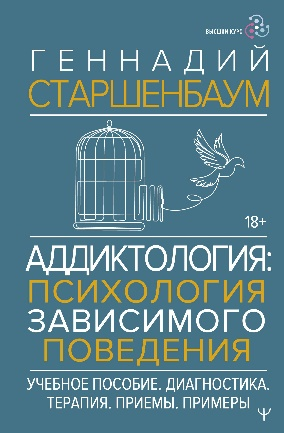 ВЫСШИЙ КУРС
ГЕННАДИЙ
СТАРШЕНБАУМ
18+
АДДИКТОЛОГИЯ:
ПСИХОЛОГИЯ
ЗАВИСИМОГО
ПОВЕДЕНИЯ
УЧЕБНОЕ ПОСОБИЕ. ДИАГНОСТИКА.
ТЕРАПИЯ. ПРИЕМЫ. ПРИМЕРЫ